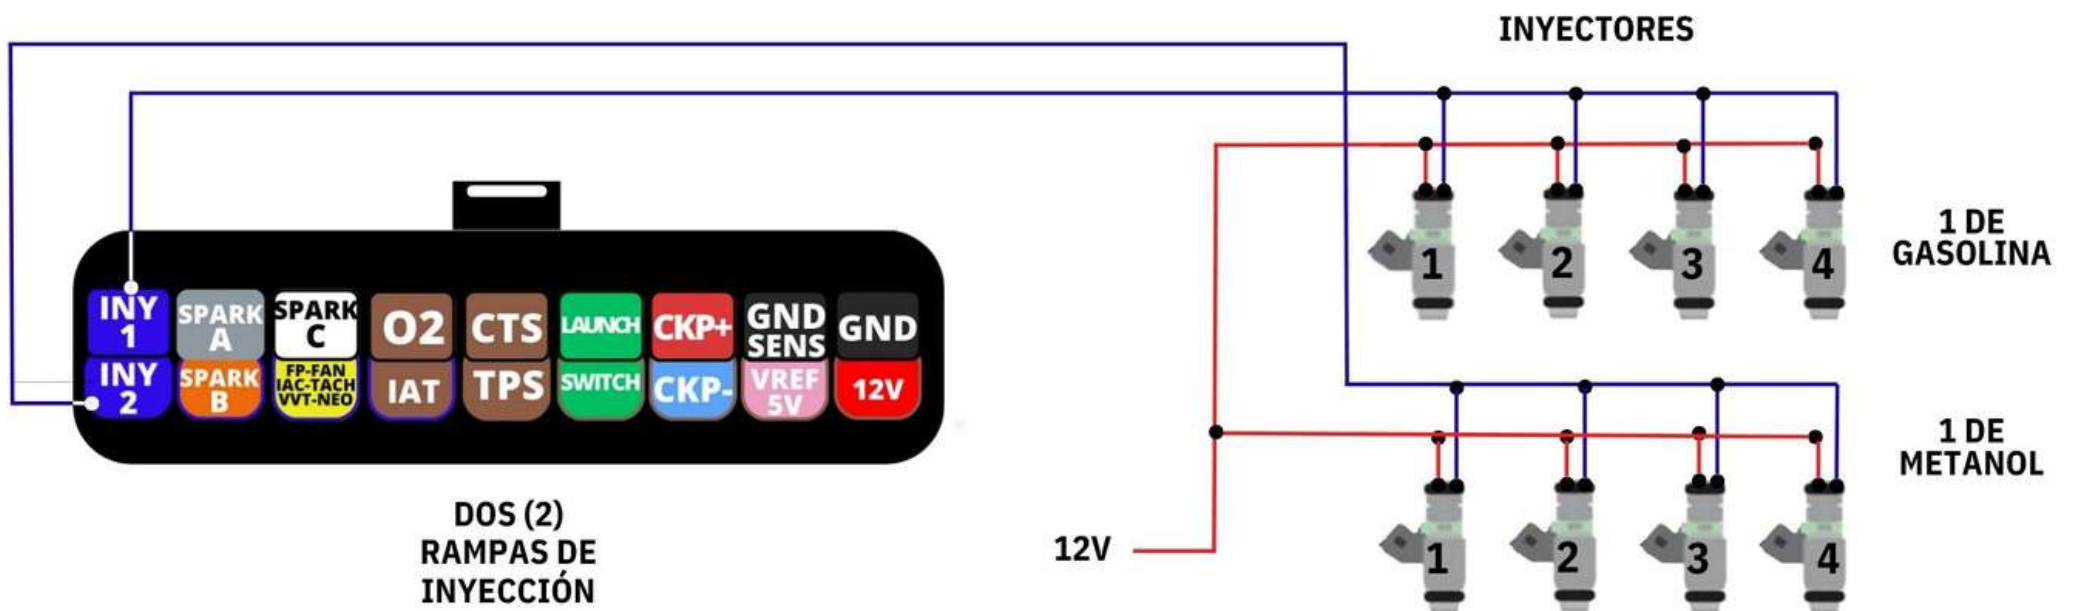 INYECTORES
INY
1
SPARK
A
SPARK
C
O2
CTS
LAUNCH
CKP+
GND
SENS
GND
INY
2
SPARK
B
FP-FAN
IAC-TACH
VVT-NEO
IAT
TPS
SWITCH
CKP-
VREF
5V
12V
1
2
3
4
1 DE
GASOLINA
1
2
3
4
1 DE
METANOL
12V
DOS (2)
RAMPAS DE
INYECCIÓN